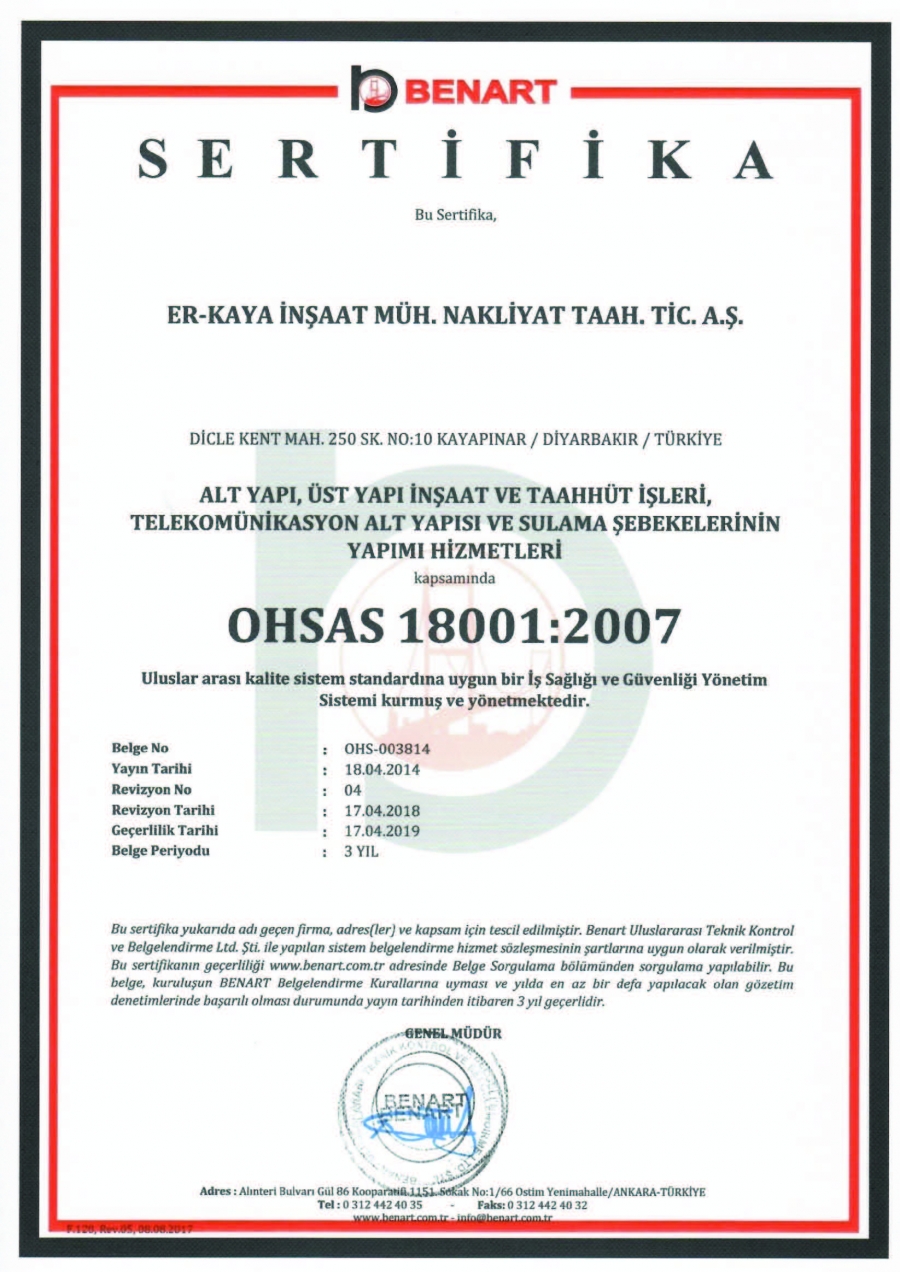 BENART
SERTİFİKA
Bu Sertifika,
ER-KAYA İNŞAAT MÜH. NAKLİYAT TAAH. TİC. A.Ş.
DİCLE KENT MAH. 250 SK. NO:10 KAYAPINAR / DİYARBAKIR / TÜRKİYE
ALT YAPI, ÜST YAPI İNŞAAT VE TAAHHÜT İŞLERİ,
TELEKOMÜNİKASYON ALT YAPISI VE SULAMA ŞEBEKELERİNİN
YAPIMI HİZMETLERİ
kapsamında
OHSAS 18001:2007
Uluslar arası kalite sistem standardına uygun bir İş Sağlığı ve Güvenliği Yönetim
Sistemi kurmuş ve yönetmektedir.
Belge No : OHS-003814
Yayın Tarihi : 18.04.2014
Revizyon No : 04
Revizyon Tarihi : 17.04.2018
Geçerlilik Tarihi : 17.04.2019
Belge Periyodu : 3 YIL
Bu sertifika yukarıda adı geçen firma, adres(ler) ve kapsam için tescil edilmiştir. Benart Uluslararası Teknik Kontrol
ve Belgelendirme Ltd. Şti. ile yapılan sistem belgelendirme hizmet sözleşmesinin şartlarına uygun olarak verilmiştir.
Bu sertifikanın geçerliliği www.benart.com.tr adresinde Belge Sorgulama bölümünden sorgulama yapılabilir. Bu
belge, kuruluşun BENART Belgelendirme Kurallarına uyması ve yılda en az bir defa yapılacak olan gözetim
denetimlerinde başarılı olması durumunda yayın tarihinden itibaren 3 yıl geçerlidir.
GENEL MÜDÜR
BENART
BENART
Adres : Alınteri Bulvarı Gül 86 Kooparatifi 1151. Sokak No:1/66 Ostim Yenimahalle/ANKARA-TÜRKİYE
Tel : 0 312 442 40 35 - Faks: 0 312 442 40 32
www.benart.com.tr - info@benart.com.tr
F.128, Rev.05, 08.08.2017